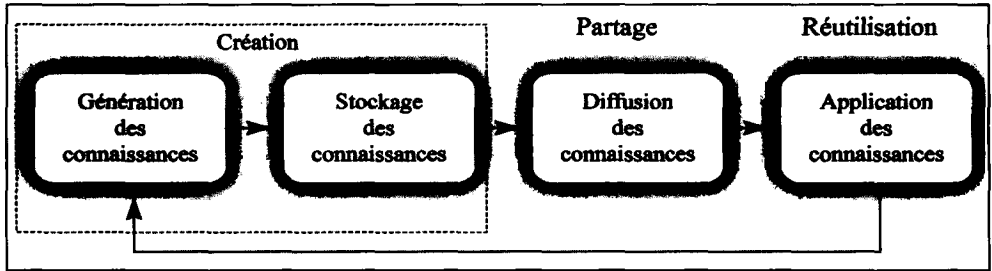 Création
Partage
Réutilisation
Génération
des
connaissances
Stockage
des
connaissances
Diffusion
des
connaissances
Application
des
connaissances